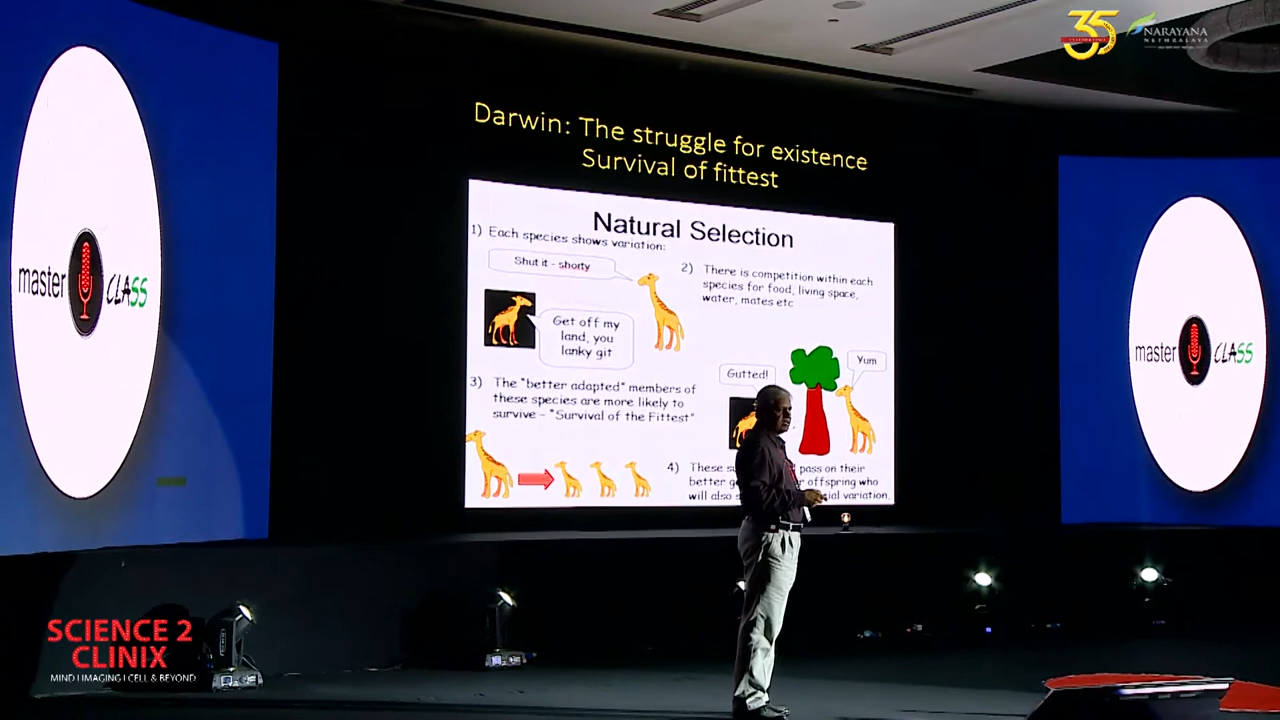 35
NARAYANA
NETHRALAYA
Darwin: The struggle for existence
Survival of fittest
Natural Selection
1) Each species shows variation:
Shut it - shorty
Get off my
land, you
lanky git
2) There is competition within each
species for food, living space,
water, mates etc
Gutted!
Yum
3) The "better adapted" members of
these species are more likely to
survive – "Survival of the Fittest"
4) These pass on their
better offspring who
will also variation.
master CLASS
master CLASS
SCIENCE 2
CLINIX
MIND I IMAGING I CELL & BEYOND